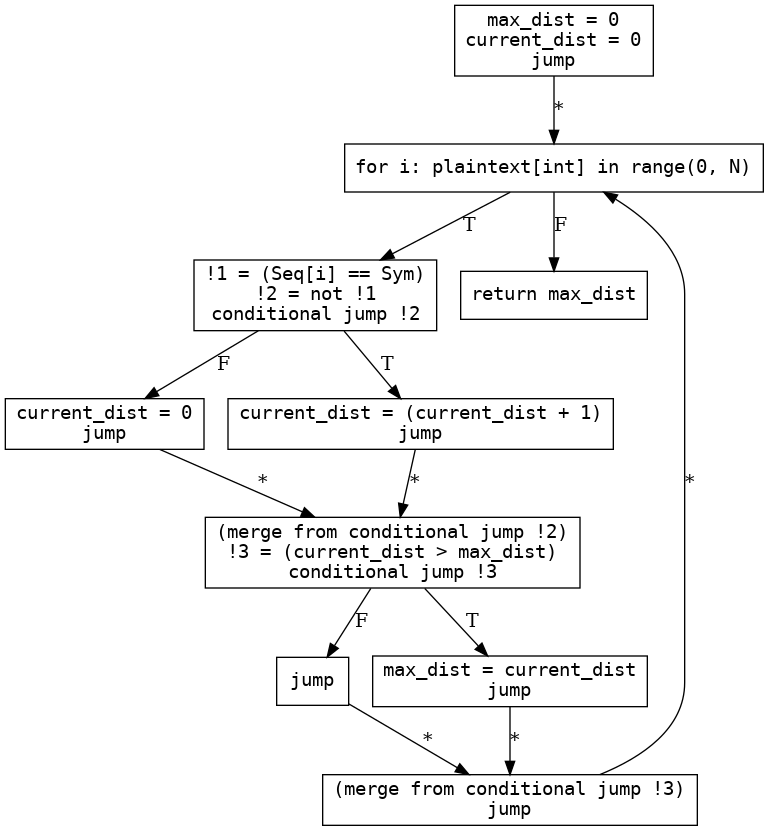 max_dist = 0
current_dist = 0
jump
*
for i: plaintext[int] in range(0, N)
T
F
!1 = (Seq[i] == Sym)
!2 = not !1
conditional jump !2
return max_dist
F
T
current_dist = 0
jump
current_dist = (current_dist + 1)
jump
*
*
*
(merge from conditional jump !2)
!3 = (current_dist > max_dist)
conditional jump !3
F
T
jump
max_dist = current_dist
jump
*
*
(merge from conditional jump !3)
jump